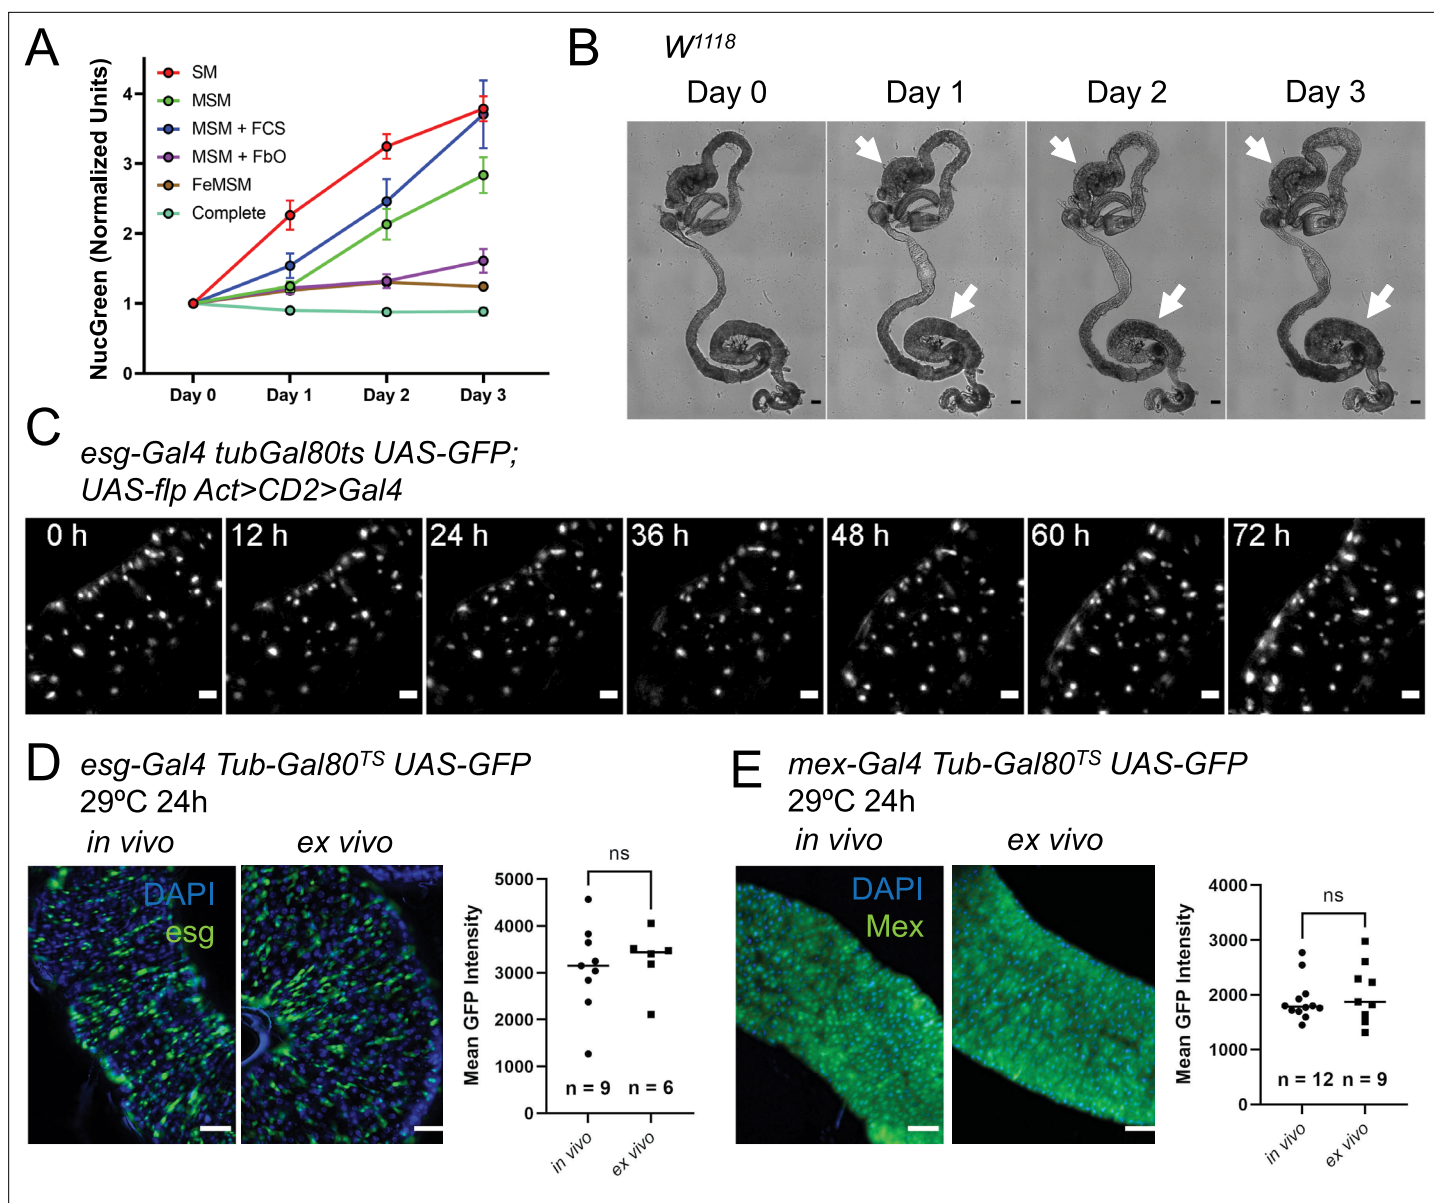 A
NucGreen (Normalized Units)
4
3
2
1
0
SM
MSM
MSM + FCS
MSM + FbO
FeMSM
Complete
Day 0 Day 1 Day 2 Day 3
B
W1118
Day 0 Day 1 Day 2 Day 3
C
esg-Gal4 tubGal80ts UAS-GFP;
UAS-flp Act>CD2>Gal4
0 h 12 h 24 h 36 h 48 h 60 h 72 h
D
esg-Gal4 Tub-Gal80TS UAS-GFP
29ºC 24h
in vivo ex vivo
DAPI
esg
Mean GFP Intensity
5000
4000
3000
2000
1000
0
ns
n = 9 n = 6
in vivo ex vivo
E
mex-Gal4 Tub-Gal80TS UAS-GFP
29ºC 24h
in vivo ex vivo
DAPI
Mex
Mean GFP Intensity
4000
3000
2000
1000
0
ns
n = 12 n = 9
in vivo ex vivo